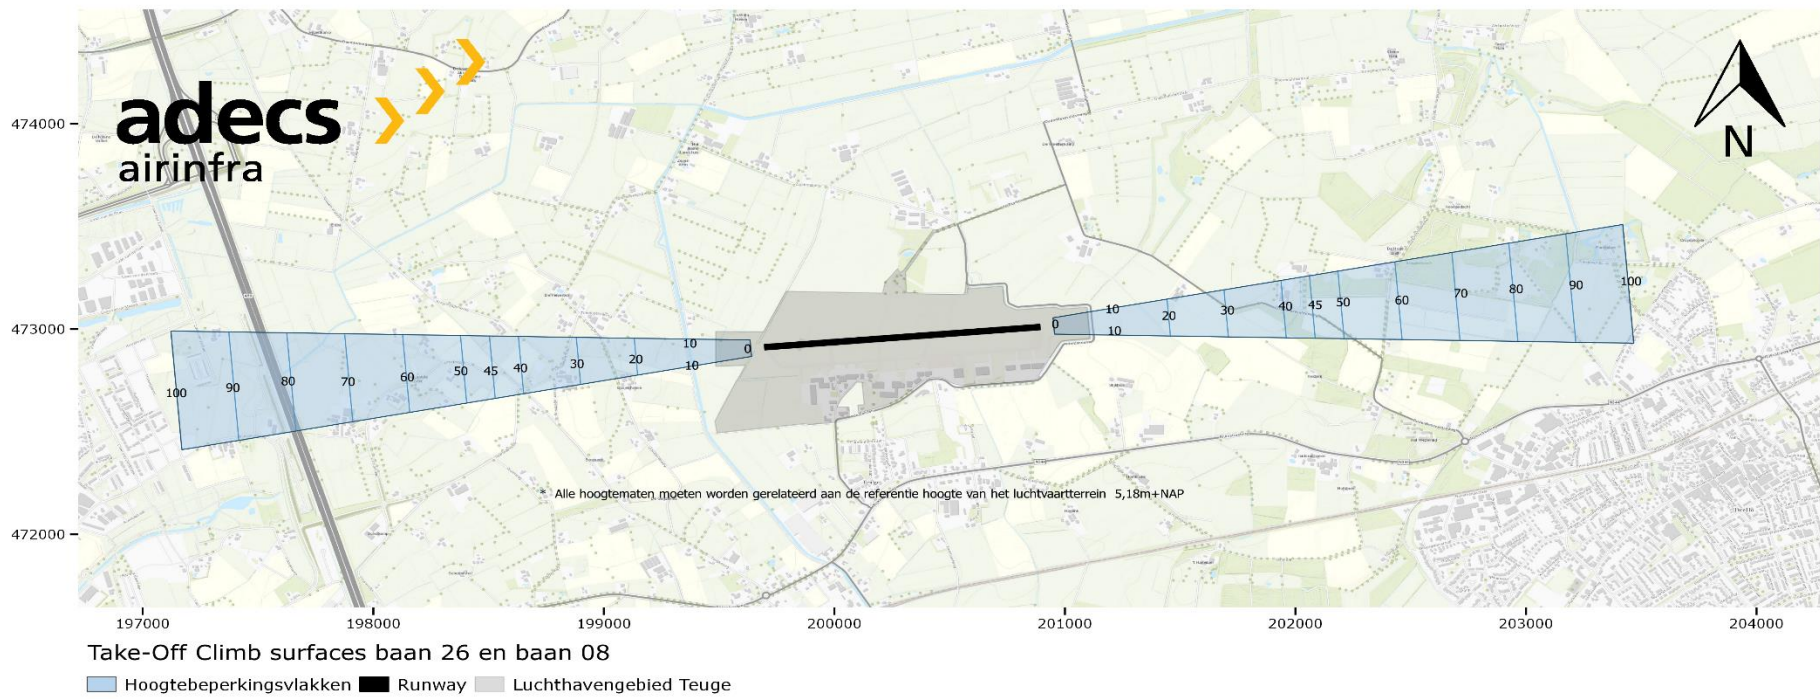 adecs
airinfra
N
474000
473000
472000
100 90 80 70 60 50 45 40 30 20 10 10 0
0 10 10 20 30 40 45 50 60 70 80 90 100
* Alle hoogtematen moeten worden gerelateerd aan de referentie hoogte van het luchtvaartterrein 5,18m+NAP
197000 198000 199000 200000 201000 202000 203000 204000
Take-Off Climb surfaces baan 26 en baan 08
Hoogtebeperkingsvlakken Runway Luchthavengebied Teuge